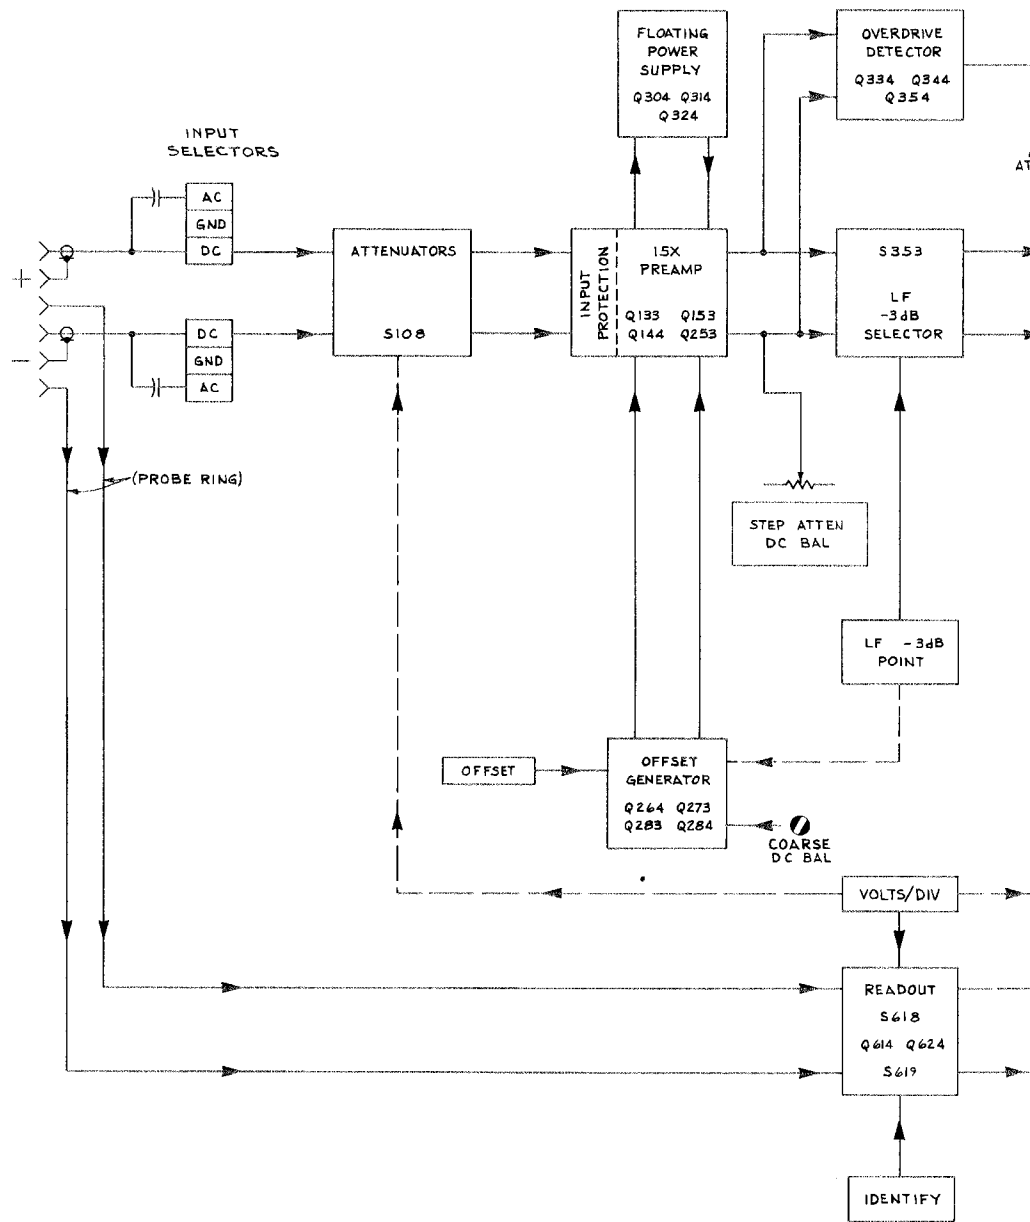 FLOATING
POWER
SUPPLY
Q304 Q314
Q324
OVERDRIVE
DETECTOR
Q334 Q344
Q354
INPUT
SELECTORS
AT
AC
GND
DC
+
DC
GND
AC
-
ATTENUATORS
S108
INPUT
PROTECTION
1.5X
PREAMP
Q133 Q153
Q144 Q253
S353
LF
-3dB
SELECTOR
(PROBE RING)
STEP ATTEN
DC BAL
LF -3dB
POINT
OFFSET
OFFSET
GENERATOR
Q264 Q273
Q283 Q284
COARSE
DC BAL
VOLTS/DIV
READOUT
S618
Q614 Q624
S619
IDENTIFY